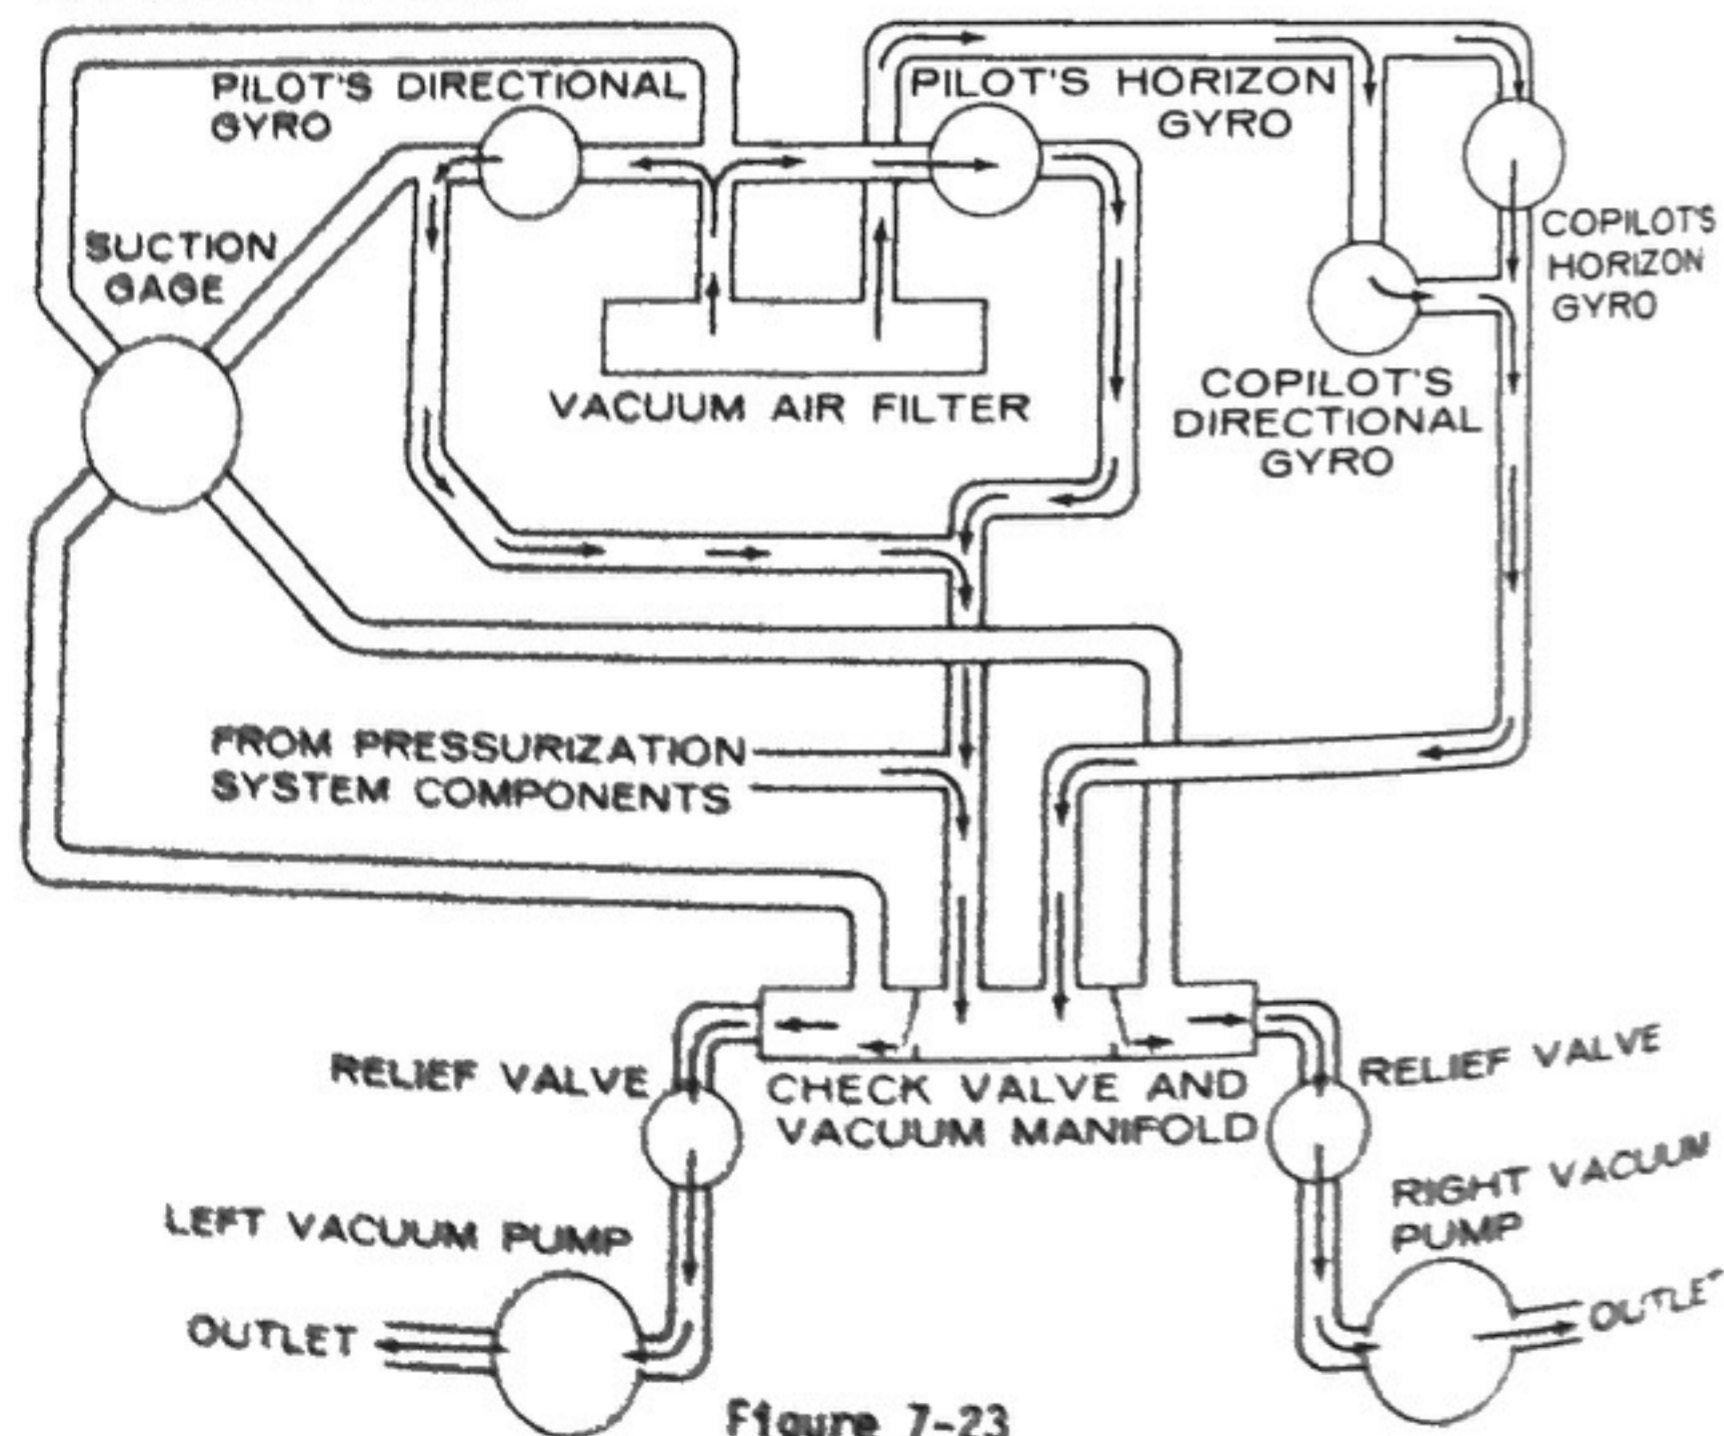 PILOT'S DIRECTIONAL
GYRO
PILOT'S HORIZON
GYRO
SUCTION
GAGE
COPILOT'S
HORIZON
GYRO
VACUUM AIR FILTER
COPILOT'S
DIRECTIONAL
GYRO
FROM PRESSURIZATION
SYSTEM COMPONENTS
RELIEF VALVE
CHECK VALVE AND
VACUUM MANIFOLD
RELIEF VALVE
LEFT VACUUM PUMP
RIGHT VACUUM
PUMP
OUTLET
OUTLET
Figure 7-23